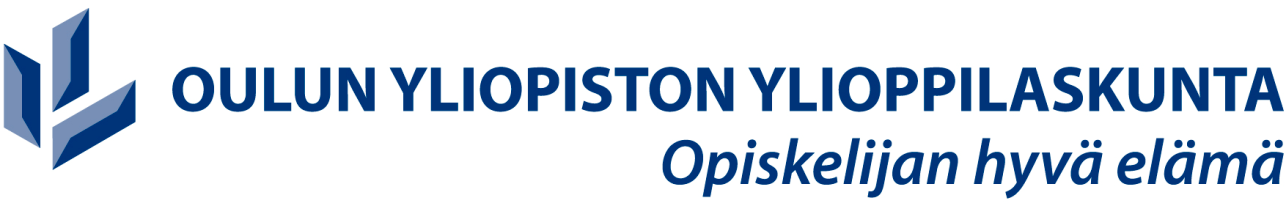 OULUN YLIOPISTON YLIOPPILASKUNTA
Opiskelijan hyvä elämä